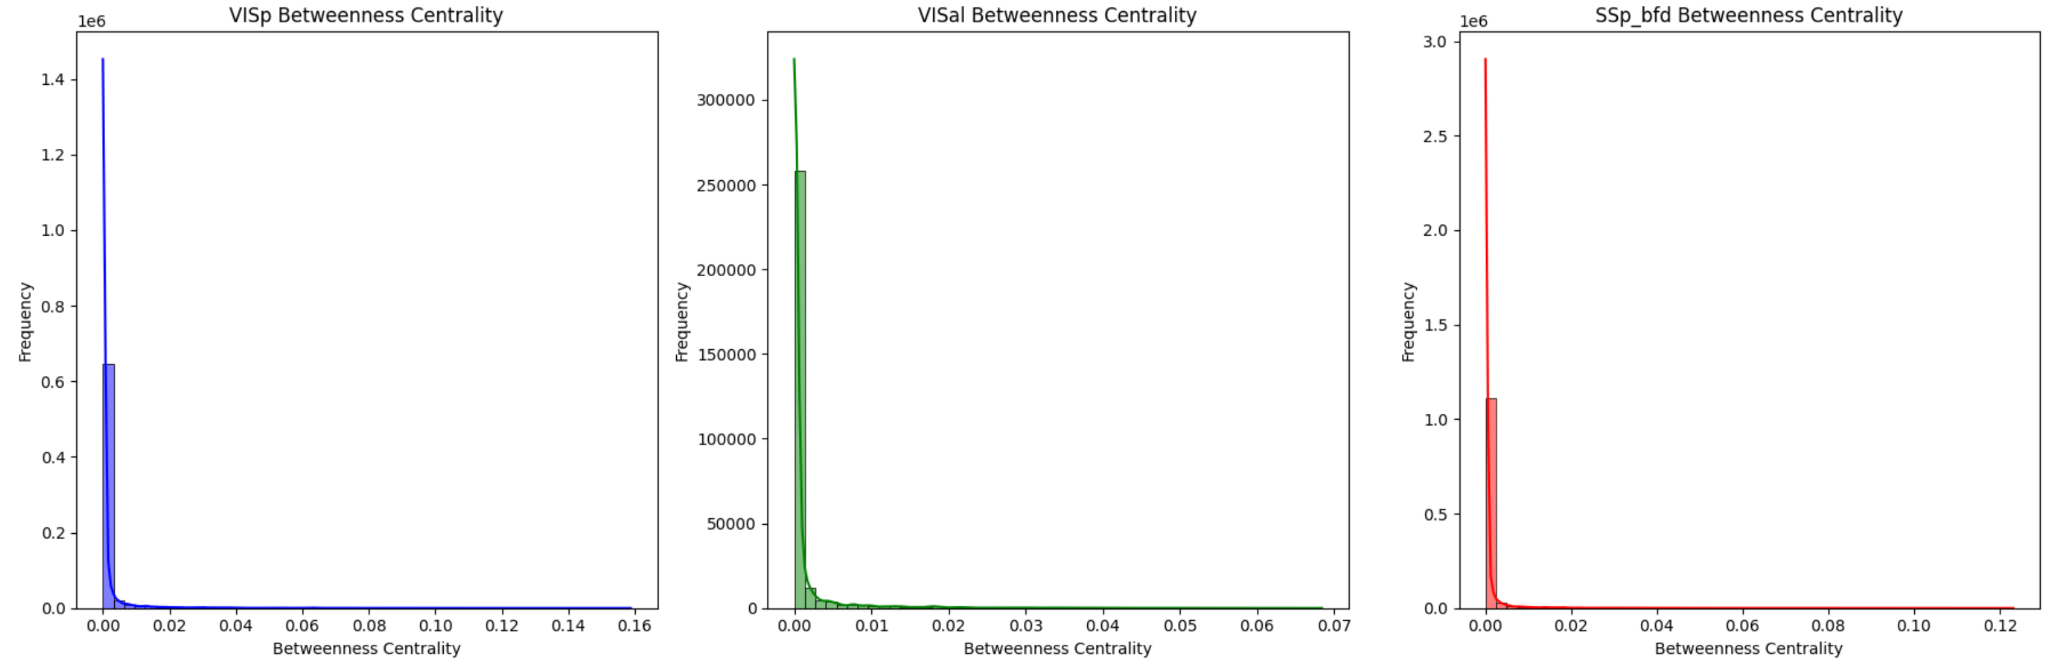 VISp Betweenness Centrality
1e6
1.4
1.2
1.0
0.8
0.6
0.4
0.2
0.0
Frequency
0.00 0.02 0.04 0.06 0.08 0.10 0.12 0.14 0.16
Betweenness Centrality
VISal Betweenness Centrality
300000
250000
200000
150000
100000
50000
0
Frequency
0.00 0.01 0.02 0.03 0.04 0.05 0.06 0.07
Betweenness Centrality
SSp_bfd Betweenness Centrality
1e6
3.0
2.5
2.0
1.5
1.0
0.5
0.0
Frequency
0.00 0.02 0.04 0.06 0.08 0.10 0.12
Betweenness Centrality